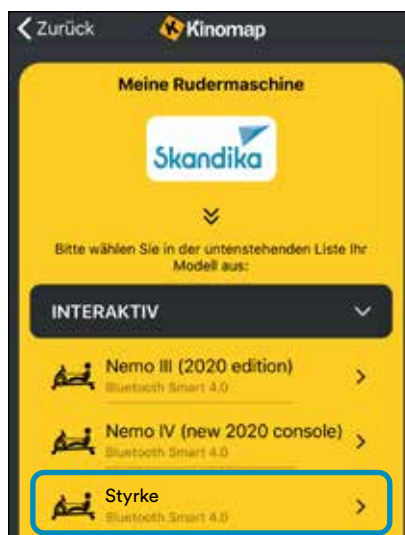 Zurück
Kinomap
Meine Rudermaschine
Skandika
Bitte wählen Sie in der untenstehenden Liste Ihr
Modell aus:
INTERAKTIV
Nemo III (2020 edition)
Bluetooth Smart 4.0
Nemo IV (new 2020 console)
Bluetooth Smart 4.0
Styrke
Bluetooth Smart 4.0